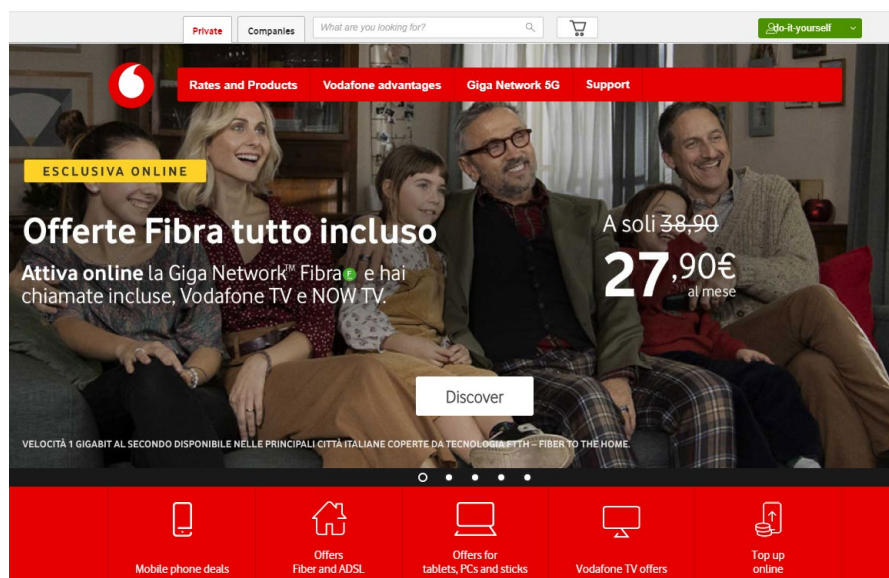 Private
Companies
What are you looking for?
do-it-yourself
Rates and Products
Vodafone advantages
Giga Network 5G
Support
ESCLUSIVA ONLINE
Offerte Fibra tutto incluso
Attiva online la Giga Network™ Fibra F e hai
chiamate incluse, Vodafone TV e NOW TV.
A soli 38,90
27,90€
al mese
Discover
VELOCITÀ 1 GIGABIT AL SECONDO DISPONIBILE NELLE PRINCIPALI CITTÀ ITALIANE COPERTE DA TECNOLOGIA FTTH – FIBER TO THE HOME.
Mobile phone deals
Offers
Fiber and ADSL
Offers for
tablets, PCs and sticks
Vodafone TV offers
Top up
online